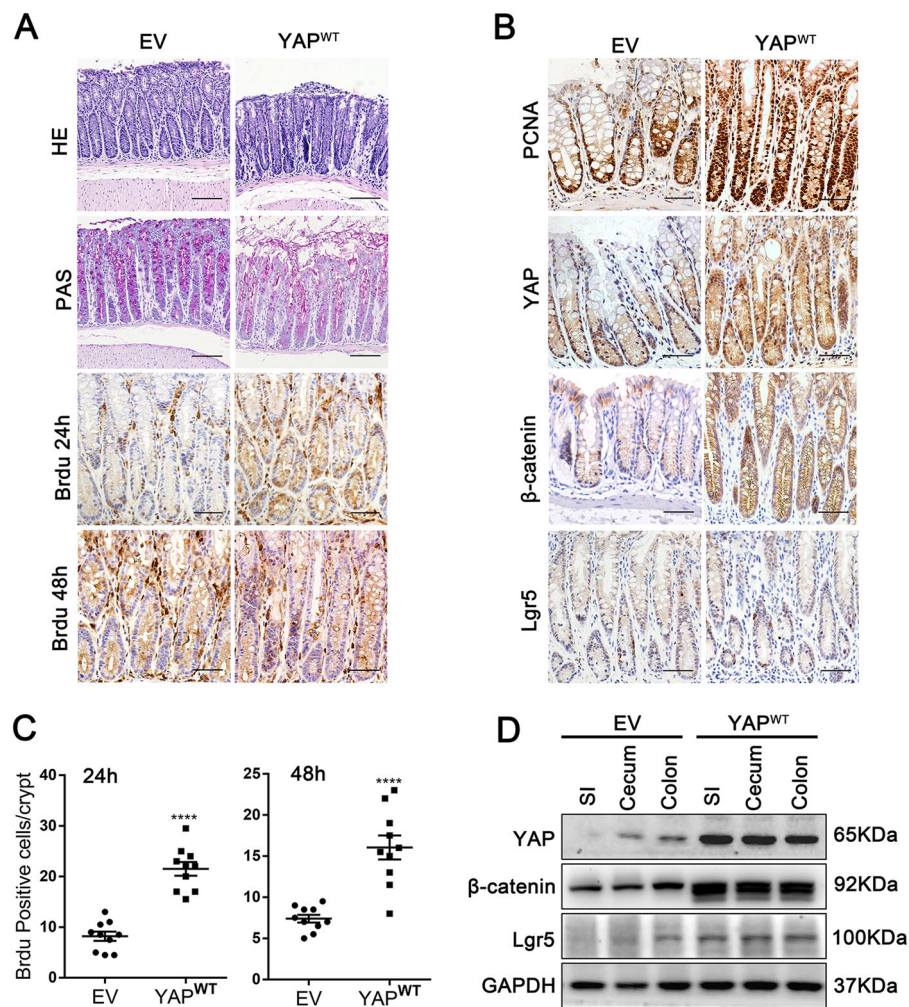 A
EV YAPWT
HE
PAS
Brdu 24h
Brdu 48h
B
EV YAPWT
PCNA
YAP
β-catenin
Lgr5
C
Brdu Positive cells/crypt
24h
40
30
20
10
0
****
EV YAPWT
48h
25
20
15
10
5
0
****
EV YAPWT
D
EV YAPWT
SI Cecum Colon SI Cecum Colon
YAP 65KDa
β-catenin 92KDa
Lgr5 100KDa
GAPDH 37KDa